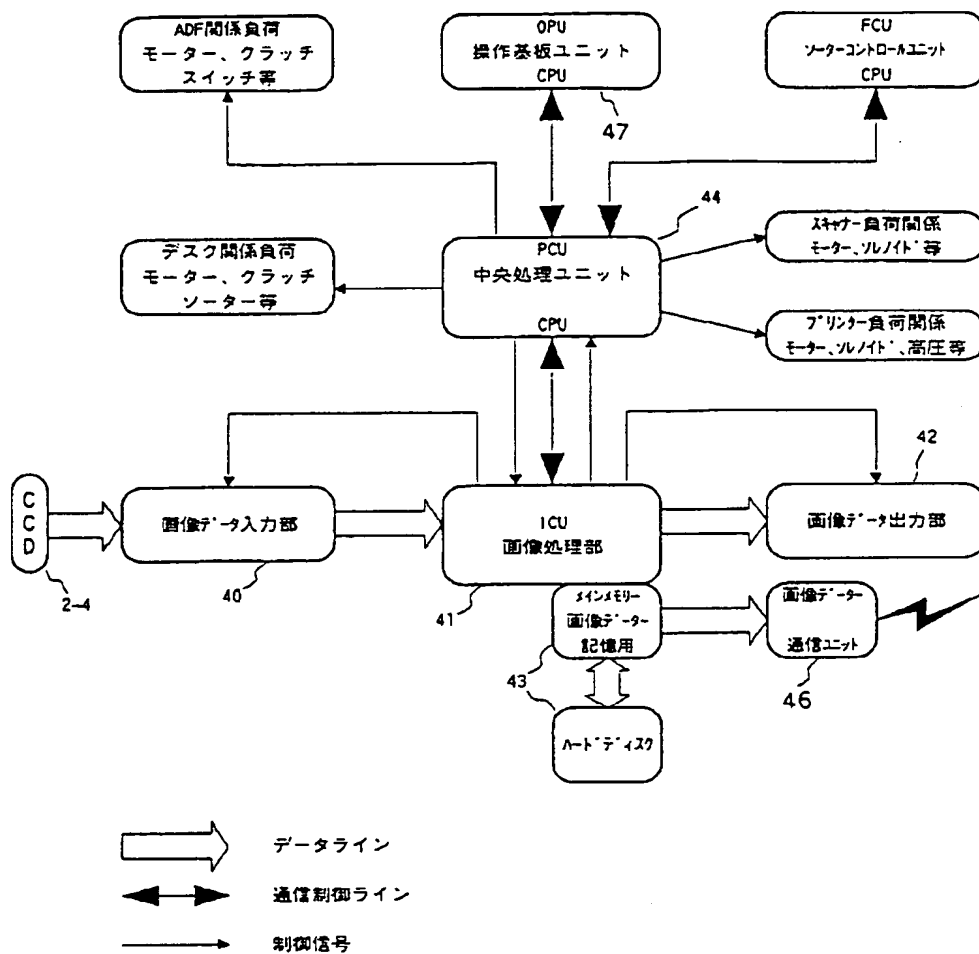 ADF関係負荷
モーター、クラッチ
スイッチ等
OPU
操作基板ユニット
CPU
47
FCU
ソーターコントロールユニット
CPU
44
デスク関係負荷
モーター、クラッチ
ソーター等
PCU
中央処理ユニット
CPU
スキャナー負荷関係
モーター、ソレノイド等
プリンター負荷関係
モーター、ソレノイド、高圧等
42
CCD
2-4
画像データ入力部
40
ICU
画像処理部
41
画像データ出力部
メインメモリー
画像データー
記憶用
43
画像データー
通信ユニット
46
ハードディスク
データライン
通信制御ライン
制御信号